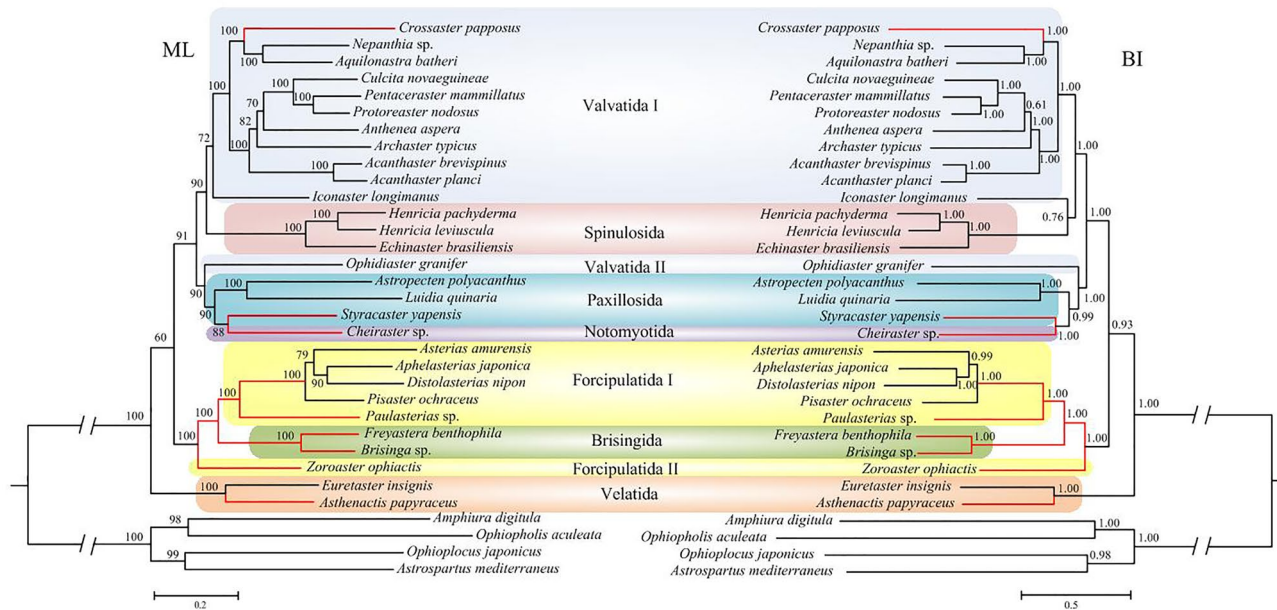 ML
BI
100 Crossaster papposus Crossaster papposus 1.00
Nepanthia sp. Nepanthia sp.
100 Aquilonastra batheri Aquilonastra batheri 1.00
Culcita novaeguineae Culcita novaeguineae
100 100 Pentaceraster mammillatus Valvatida I Pentaceraster mammillatus 1.00 1.00
70 100 Protoreaster nodosus Protoreaster nodosus 1.00 0.61
82 Anthenea aspera Anthenea aspera 1.00
100 Archaster typicus Archaster typicus 1.00
72 100 Acanthaster brevispinus Acanthaster brevispinus 1.00 1.00 1.00
Acanthaster planci Acanthaster planci
90 Iconaster longimanus Iconaster longimanus
100 Henricia pachyderma Henricia pachyderma 1.00 0.76 1.00
100 Henricia leviuscula Spinulosida Henricia leviuscula 1.00
91 Echinaster brasiliensis Echinaster brasiliensis
Ophidiaster granifer Valvatida II Ophidiaster granifer 1.00
90 100 Astropecten polyacanthus Astropecten polyacanthus 1.00
Luidia quinaria Paxillosida Luidia quinaria 1.00
90 Styracaster yapensis Styracaster yapensis 0.99
88 Cheiraster sp. Notomyotida Cheiraster sp. 1.00 0.93
60 79 Asterias amurensis Asterias amurensis 0.99
Aphelasterias japonica Aphelasterias japonica
100 90 Distolasterias nipon Forcipulatida I Distolasterias nipon 1.00 1.00
100 Pisaster ochraceus Pisaster ochraceus 1.00
100 100 Paulasterias sp. Paulasterias sp. 1.00 1.00 1.00
100 100 Freyastera benthophila Brisingida Freyastera benthophila 1.00 1.00
Brisinga sp. Brisinga sp.
Zoroaster ophiactis Forcipulatida II Zoroaster ophiactis
100 Euretaster insignis Velatida Euretaster insignis 1.00
Asthenactis papyraceus Asthenactis papyraceus
98 Amphiura digitula Amphiura digitula 1.00
100 Ophiopholis aculeata Ophiopholis aculeata 1.00
99 Ophioplocus japonicus Ophioplocus japonicus 0.98
Astrospartus mediterraneus Astrospartus mediterraneus
0.2 0.5